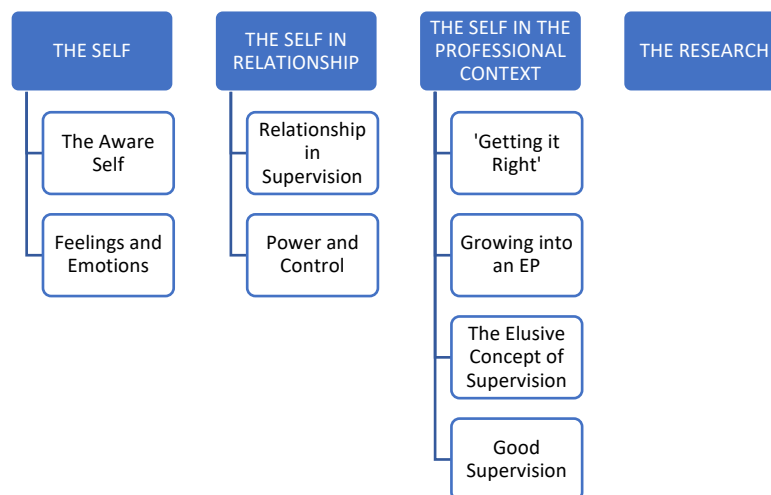 THE SELF
The Aware
Self
Feelings and
Emotions
THE SELF IN
RELATIONSHIP
Relationship
in
Supervision
Power and
Control
THE SELF IN THE
PROFESSIONAL
CONTEXT
'Getting it
Right'
Growing into
an EP
The Elusive
Concept of
Supervision
Good
Supervision
THE RESEARCH